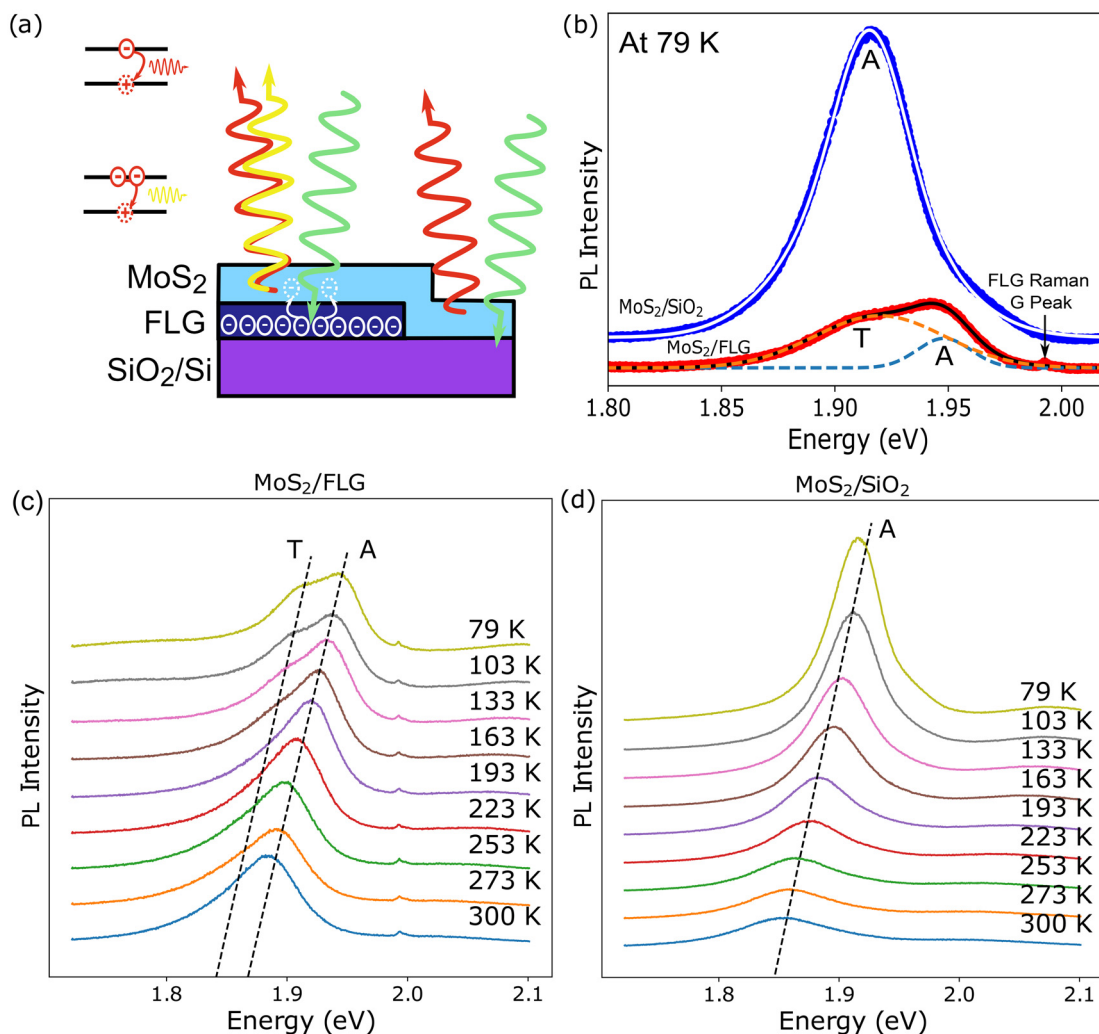 (a)
MoS₂
FLG
SiO₂/Si
(b)
At 79 K
A
FLG Raman
G Peak
MoS₂/SiO₂
MoS₂/FLG
T
A
PL Intensity
1.80 1.85 1.90 1.95 2.00
Energy (eV)
(c)
MoS₂/FLG
T A
79 K
103 K
133 K
163 K
193 K
223 K
253 K
273 K
300 K
PL Intensity
1.8 1.9 2.0 2.1
Energy (eV)
(d)
MoS₂/SiO₂
A
79 K
103 K
133 K
163 K
193 K
223 K
253 K
273 K
300 K
PL Intensity
1.8 1.9 2.0 2.1
Energy (eV)